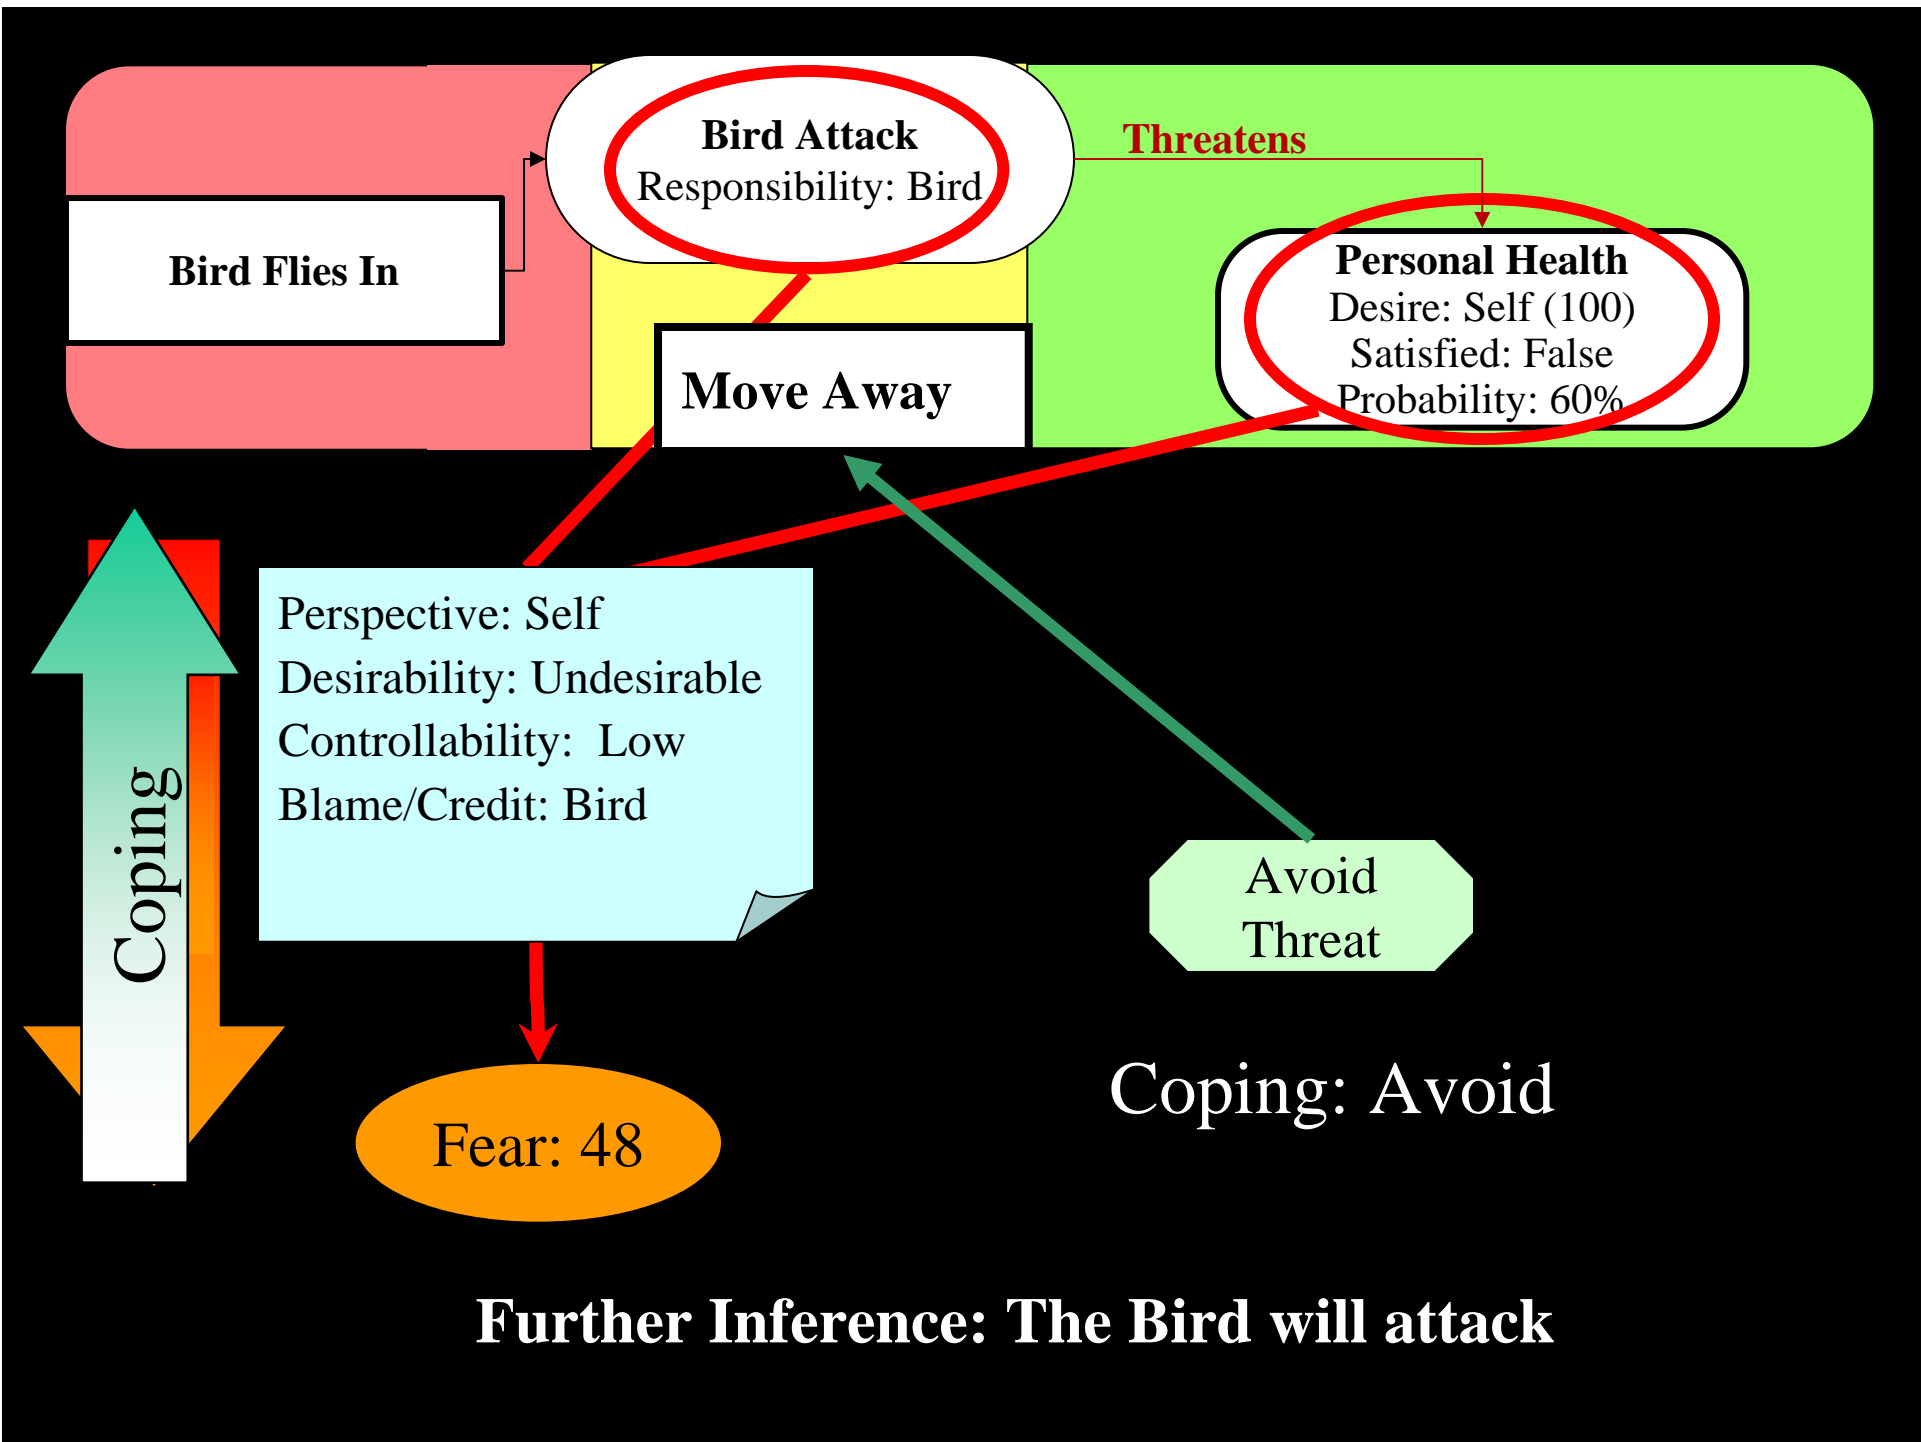 Bird Attack
Responsibility: Bird
Threatens
Bird Flies In
Personal Health
Desire: Self (100)
Satisfied: False
Probability: 60%
Move Away
Perspective: Self
Desirability: Undesirable
Controllability:  Low
Blame/Credit: Bird
Coping
Avoid
Threat
Coping: Avoid
Fear: 48
Further Inference: The Bird will attack